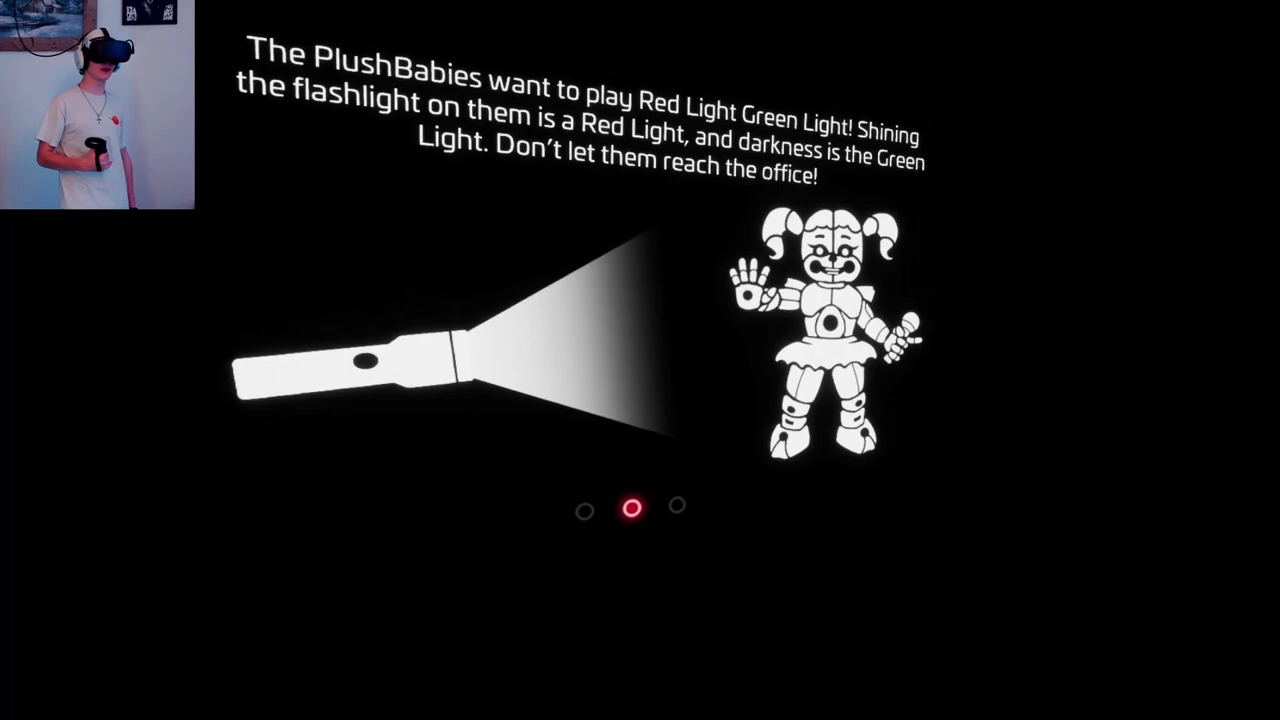 The PlushBabies want to play Red Light Green Light! Shining
the flashlight on them is a Red Light, and darkness is the Green
Light. Don't let them reach the office!